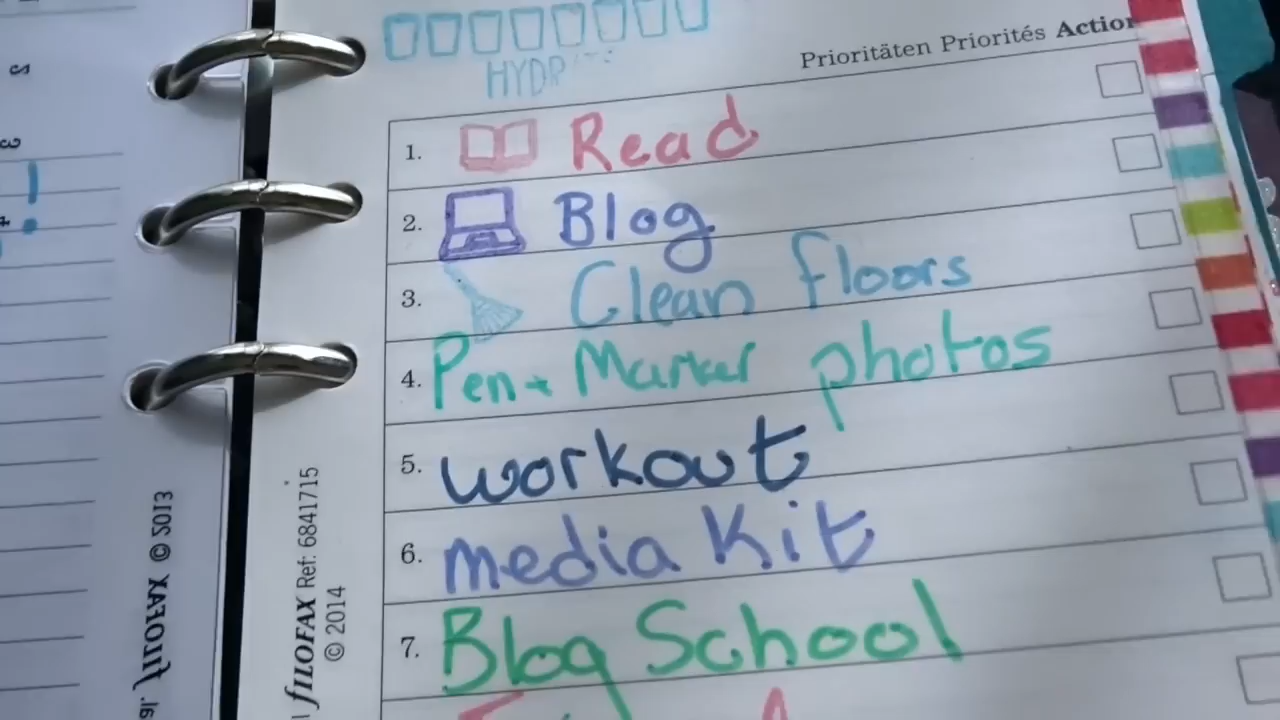 HYDR
Prioritäten Priorités Action
1. Read
2. Blog
3. Clean floors
4. Pen + Marker photos
5. workout
6. media Kit
7. Blog School
FILOFAX Ref: 6841715
© 2014
FILOFAX © 2013